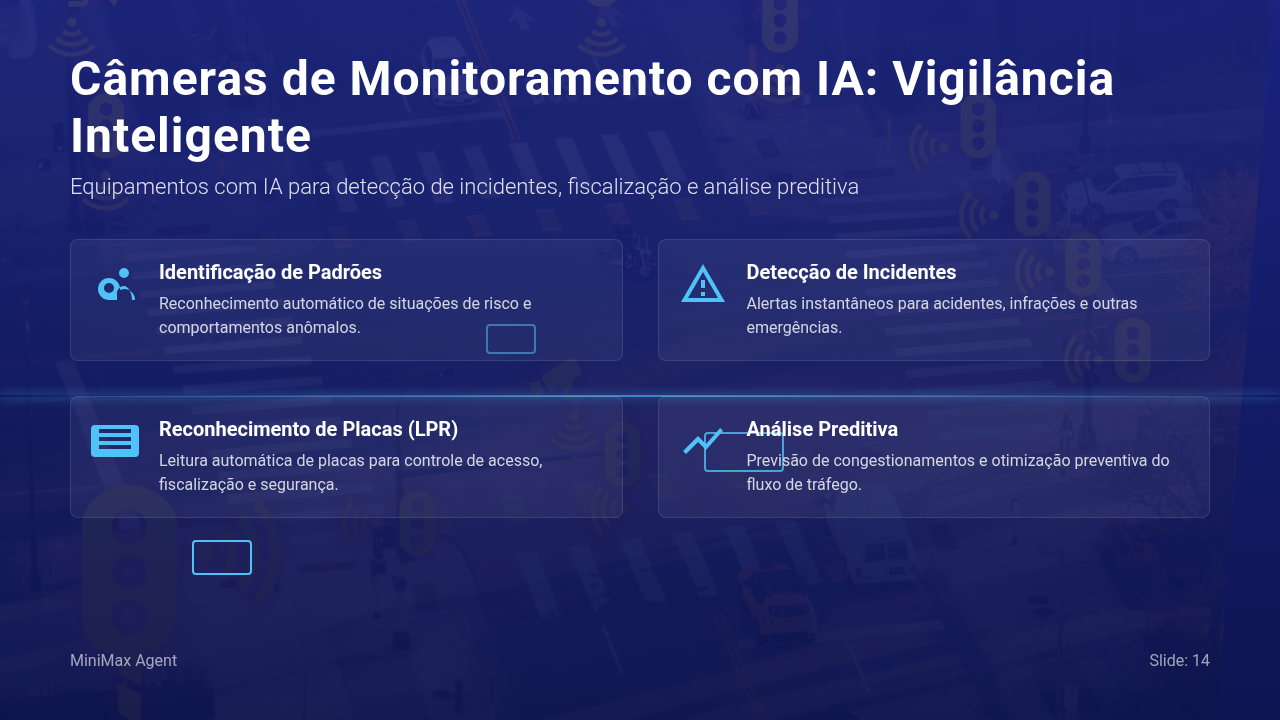 Câmeras de Monitoramento com IA: Vigilância
Inteligente
Equipamentos com IA para detecção de incidentes, fiscalização e análise preditiva
Identificação de Padrões
Reconhecimento automático de situações de risco e
comportamentos anômalos.
Detecção de Incidentes
Alertas instantâneos para acidentes, infrações e outras
emergências.
Reconhecimento de Placas (LPR)
Leitura automática de placas para controle de acesso,
fiscalização e segurança.
Análise Preditiva
Previsão de congestionamentos e otimização preventiva do
fluxo de tráfego.
MiniMax Agent
Slide: 14